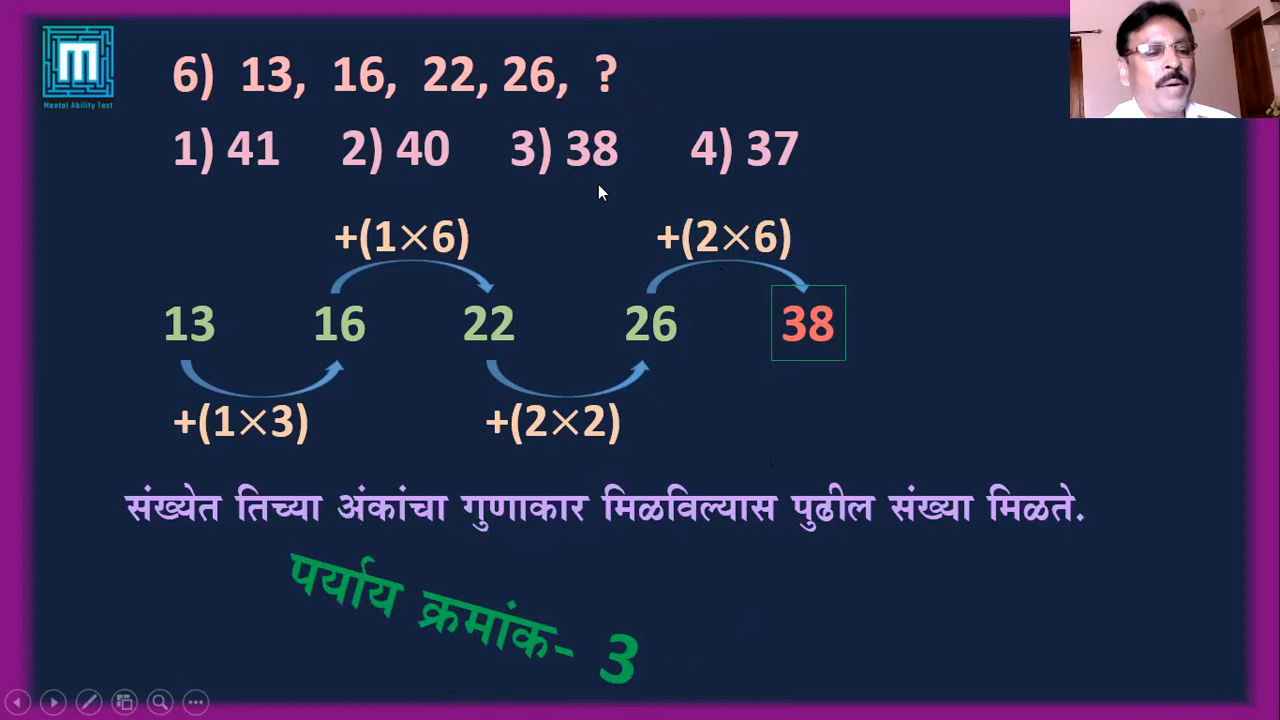 M
Mental Ability Test
6) 13, 16, 22, 26, ?
1) 41 2) 40 3) 38 4) 37
+(1×6) +(2×6)
13 16 22 26 38
+(1×3) +(2×2)
संख्येत तिच्या अंकांचा गुणाकार मिळविल्यास पुढील संख्या मिळते.
पर्याय क्रमांक- 3